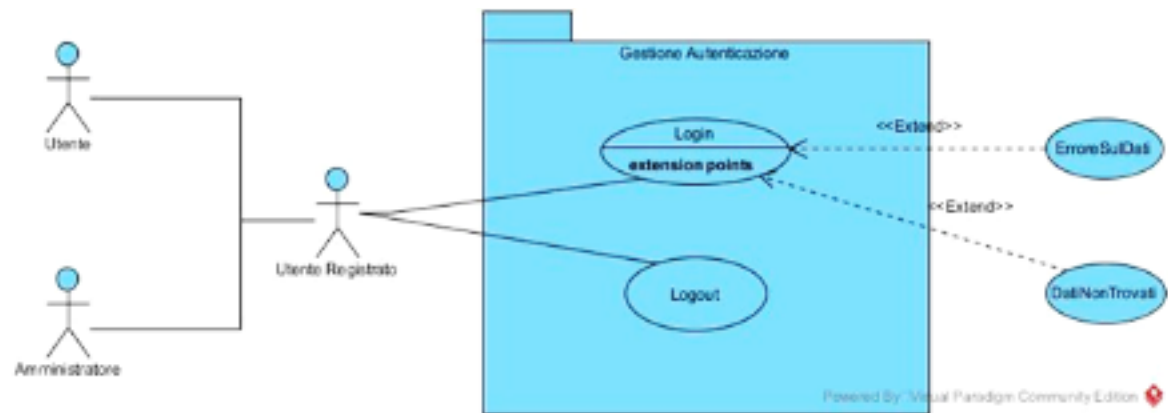 Gestione Autenticazione
Utente
Login
extension points
<<Extend>>
ErroreSulDati
<<Extend>>
Utente Registrato
Logout
DatiNonTrovati
Amministratore
Powered By Visual Paradigm Community Edition